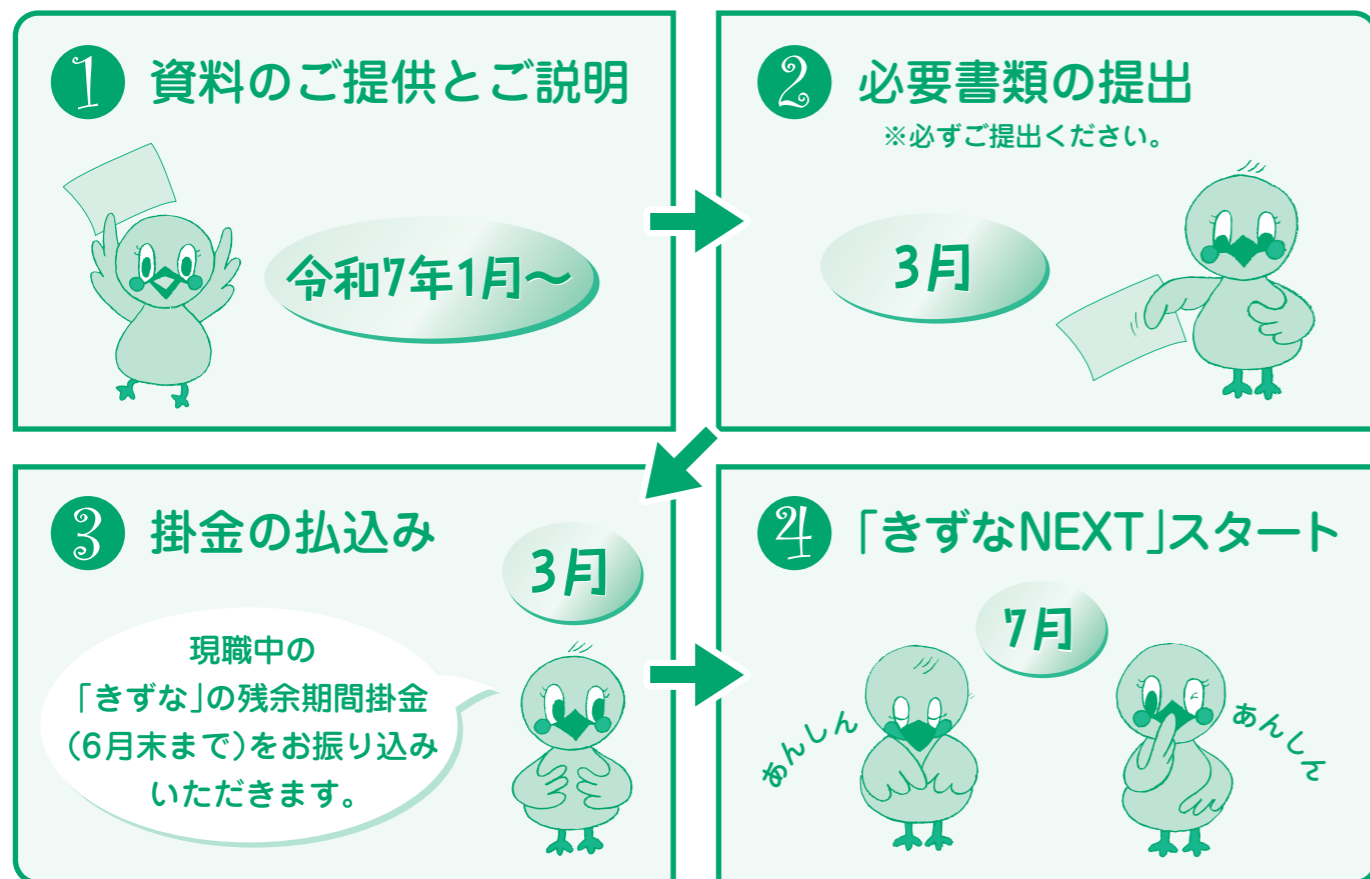 1 資料のご提供とご説明
令和7年1月～
2 必要書類の提出
※必ずご提出ください。
3月
3 掛金の払込み
3月
現職中の
「きずな」の残余期間掛金
(6月末まで)をお振り込み
いただきます。
4 「きずなNEXT」スタート
7月
あんしん
あんしん